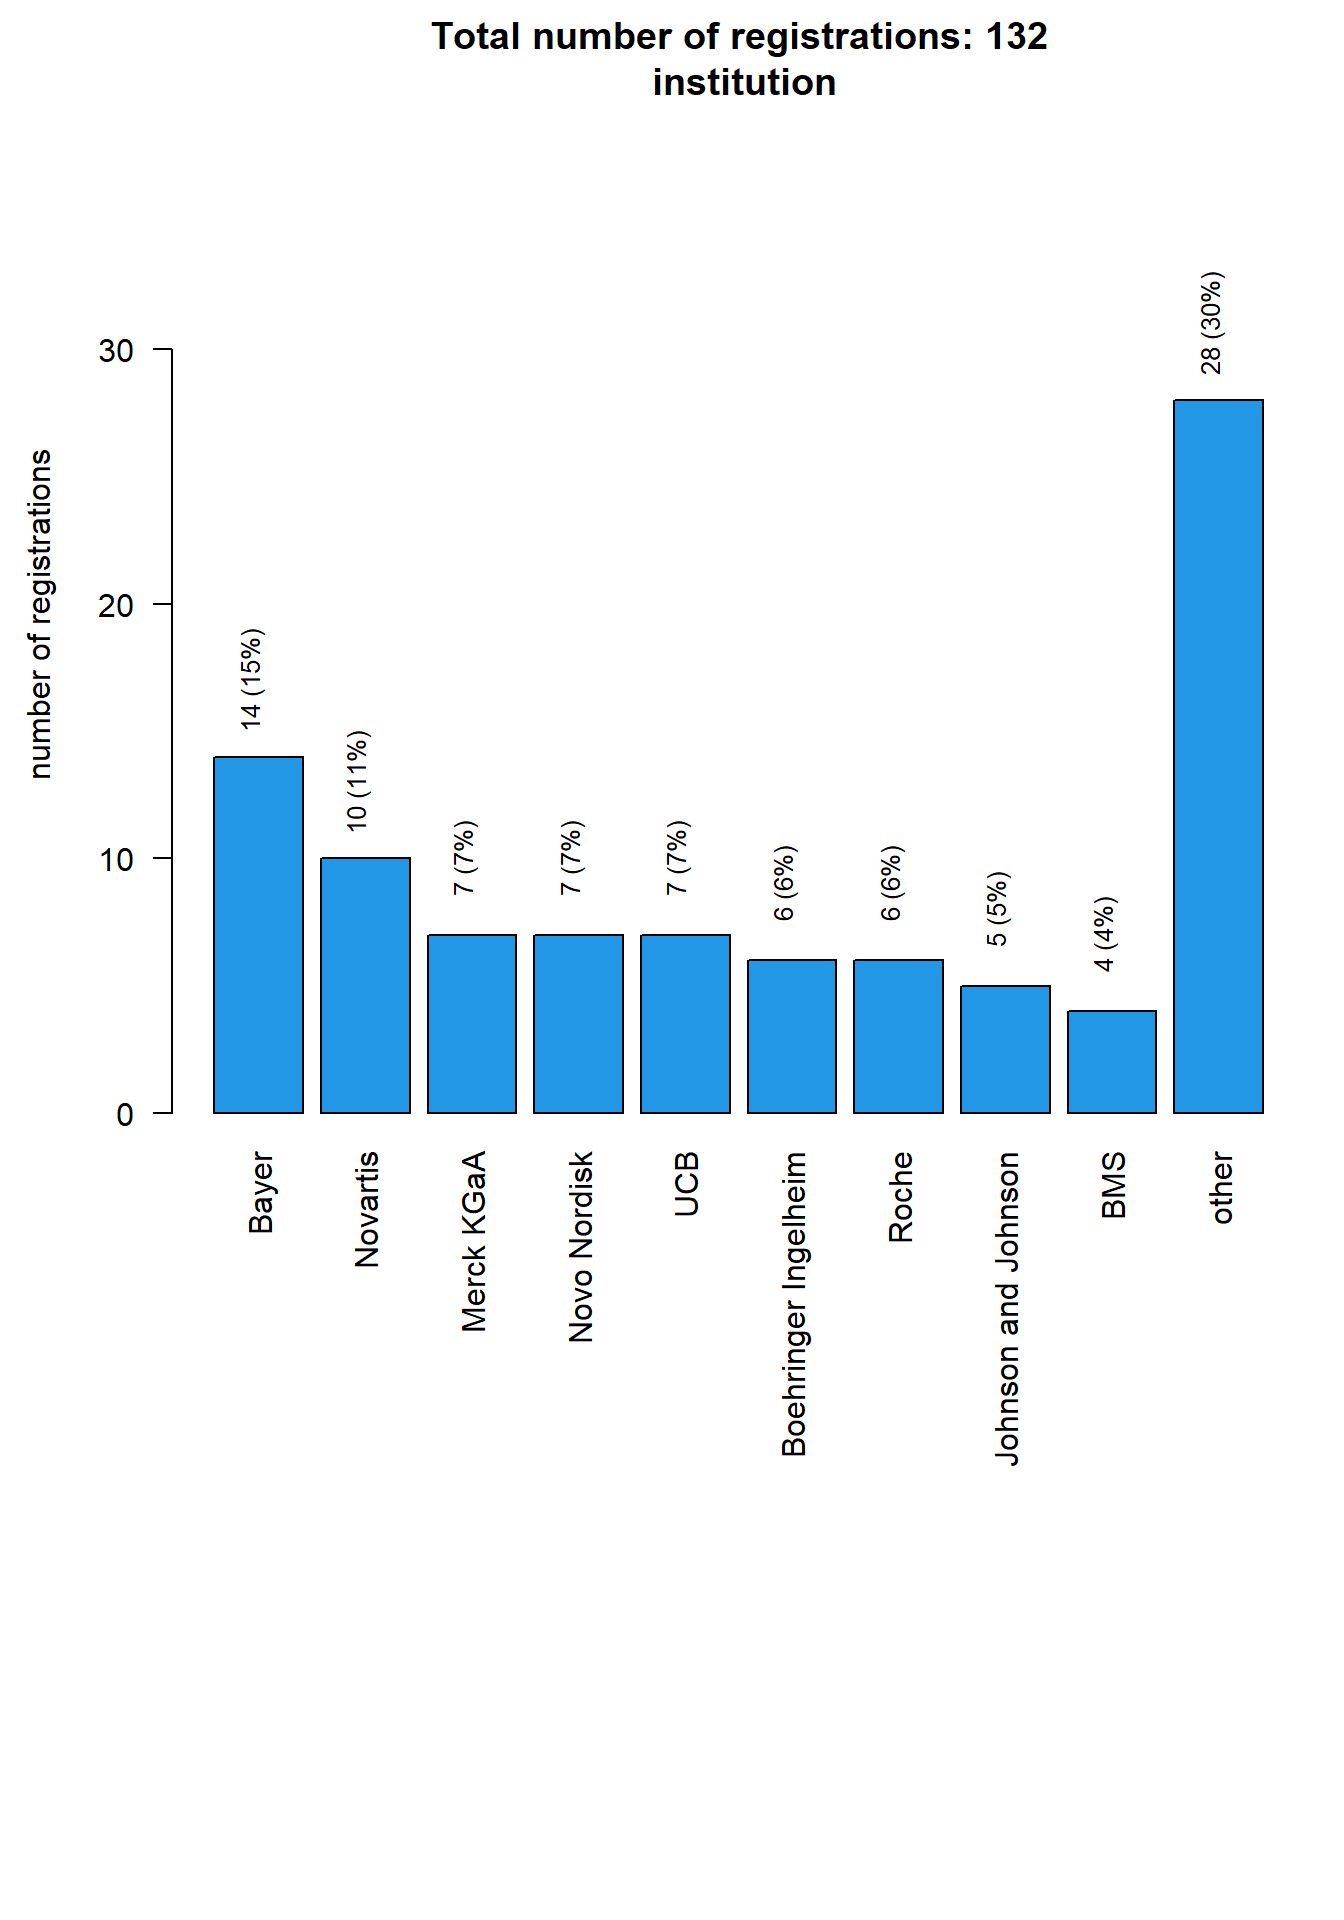 Total number of registrations: 132
institution
number of registrations
30
20
10
0
14 (15%)
10 (11%)
7 (7%)
7 (7%)
7 (7%)
6 (6%)
6 (6%)
5 (5%)
4 (4%)
28 (30%)
Bayer
Novartis
Merck KGaA
Novo Nordisk
UCB
Boehringer Ingelheim
Roche
Johnson and Johnson
BMS
other